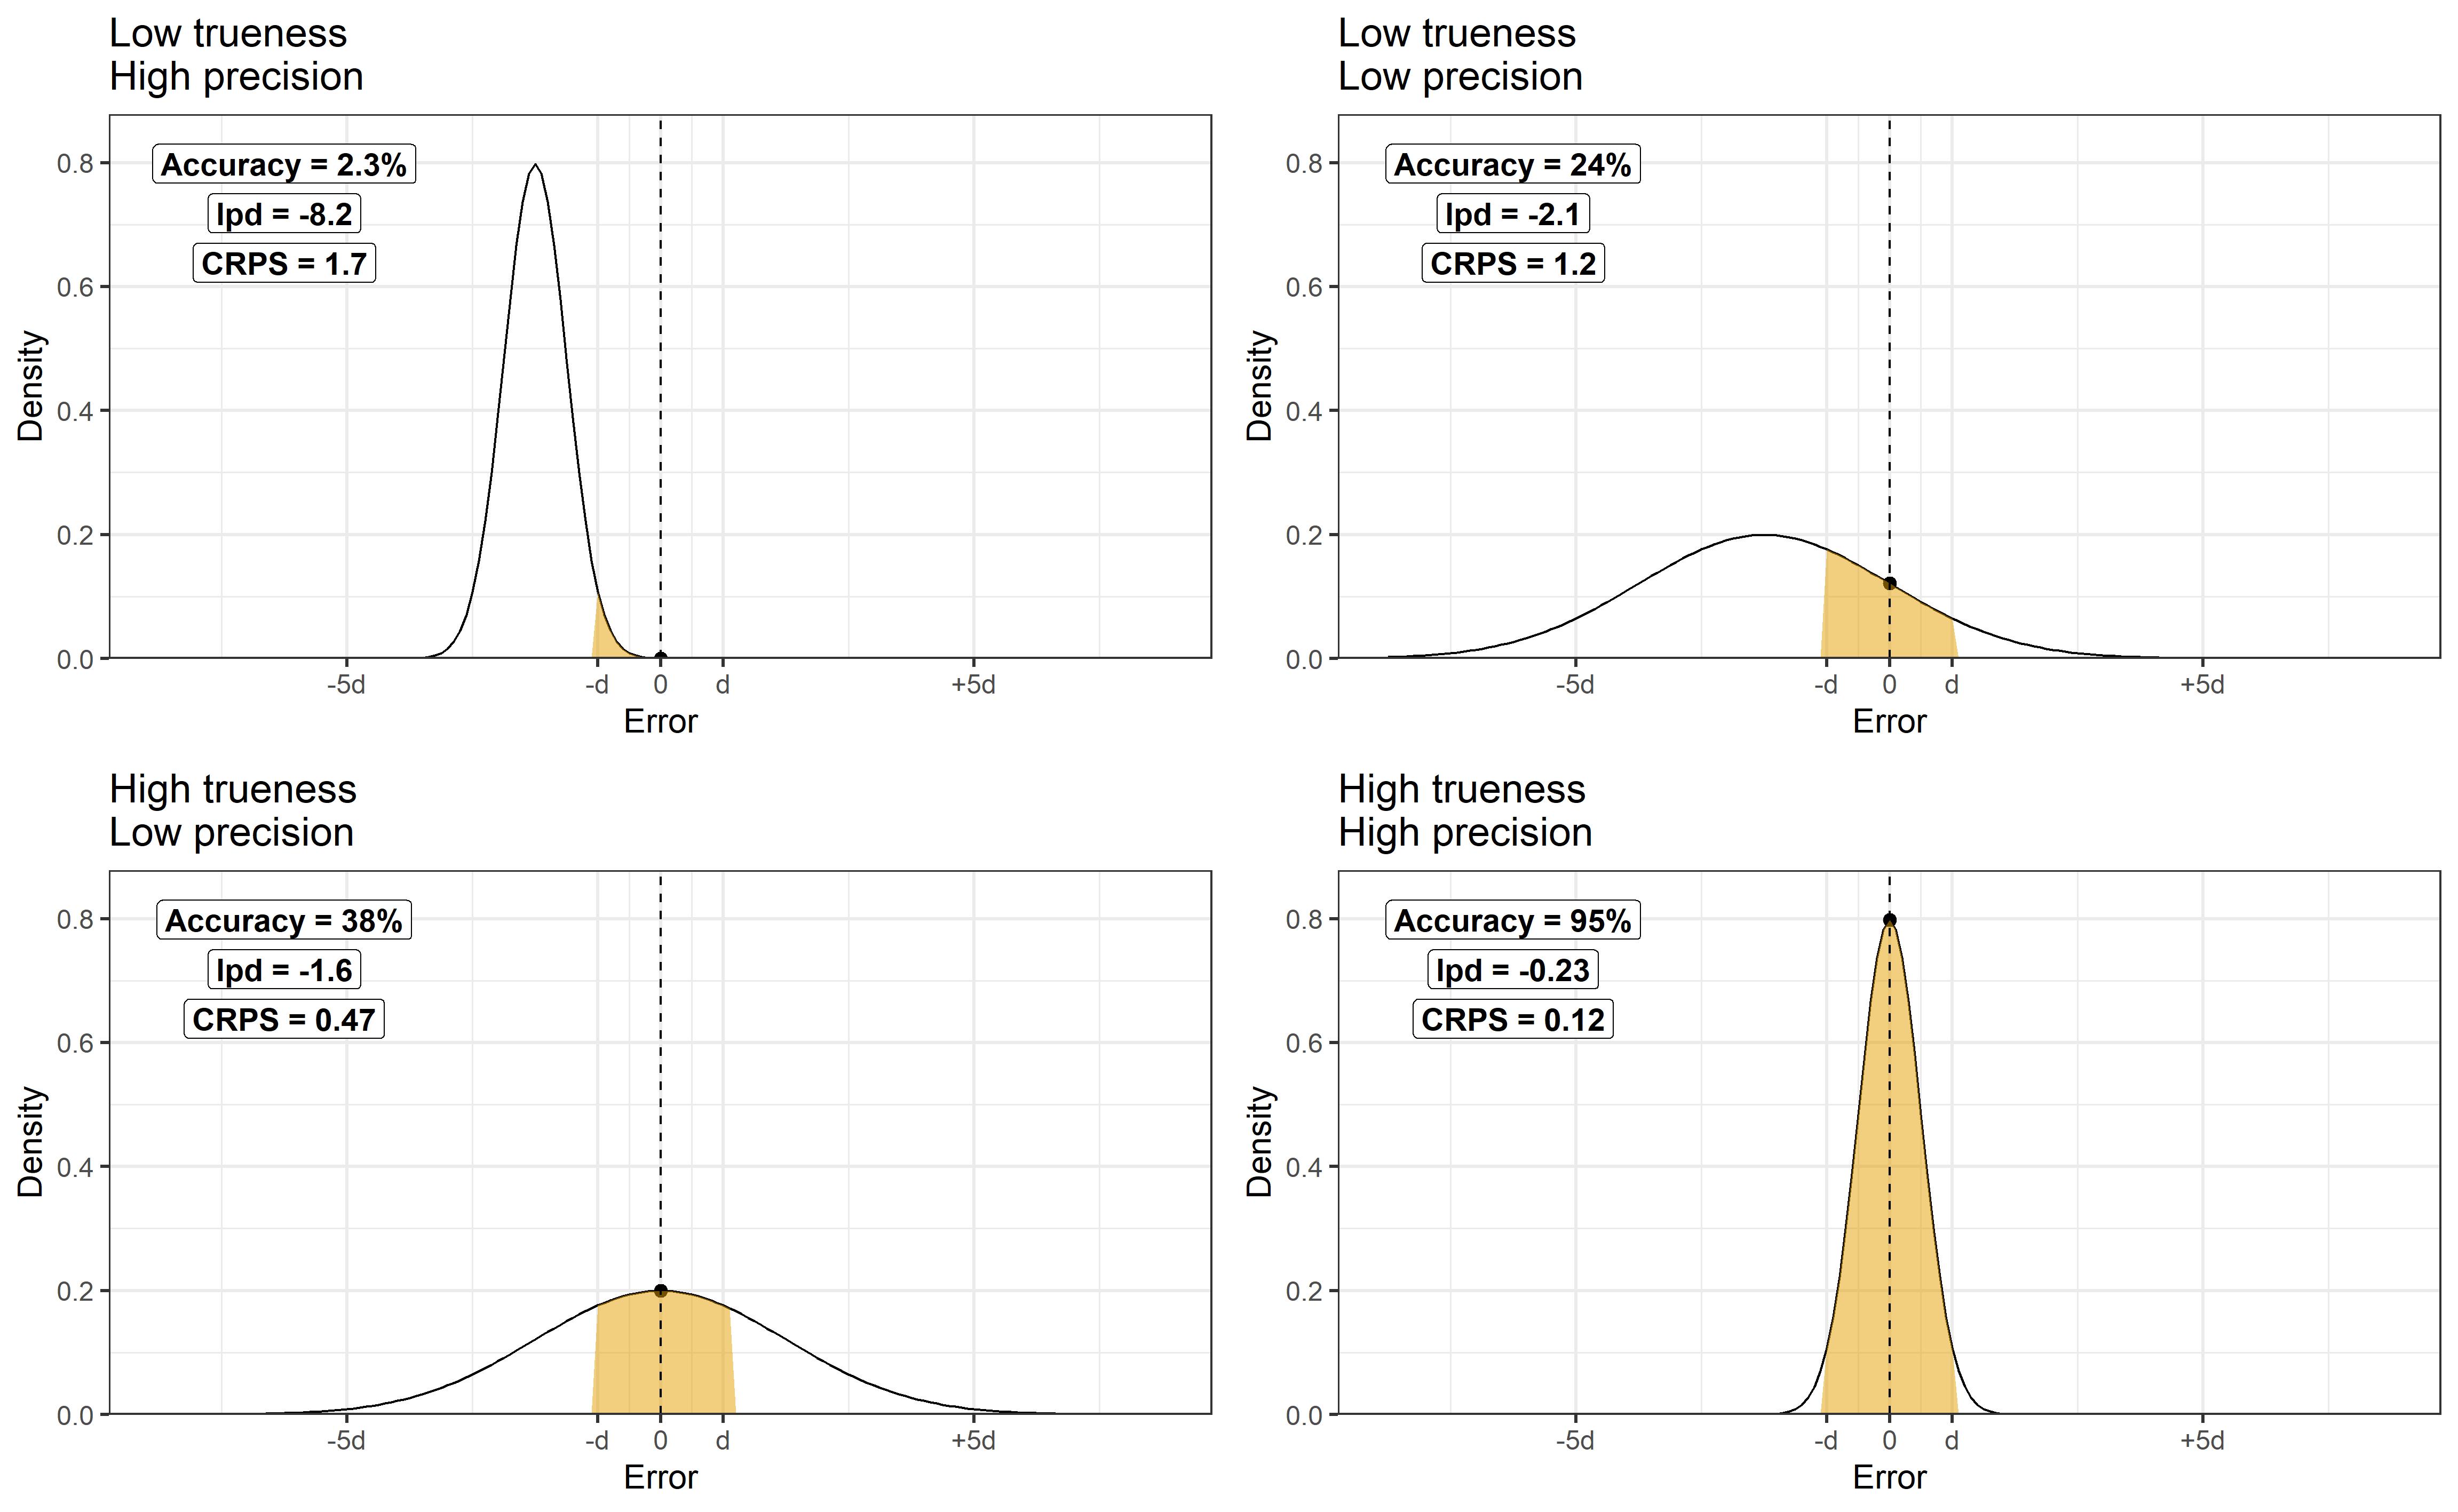 Low trueness
High precision
Accuracy = 2.3%
lpd = -8.2
CRPS = 1.7
Density
0.8
0.6
0.4
0.2
0.0
-5d
-d
0
d
+5d
Error
Low trueness
Low precision
Accuracy = 24%
lpd = -2.1
CRPS = 1.2
Density
0.8
0.6
0.4
0.2
0.0
-5d
-d
0
d
+5d
Error
High trueness
Low precision
Accuracy = 38%
lpd = -1.6
CRPS = 0.47
Density
0.8
0.6
0.4
0.2
0.0
-5d
-d
0
d
+5d
Error
High trueness
High precision
Accuracy = 95%
lpd = -0.23
CRPS = 0.12
Density
0.8
0.6
0.4
0.2
0.0
-5d
-d
0
d
+5d
Error